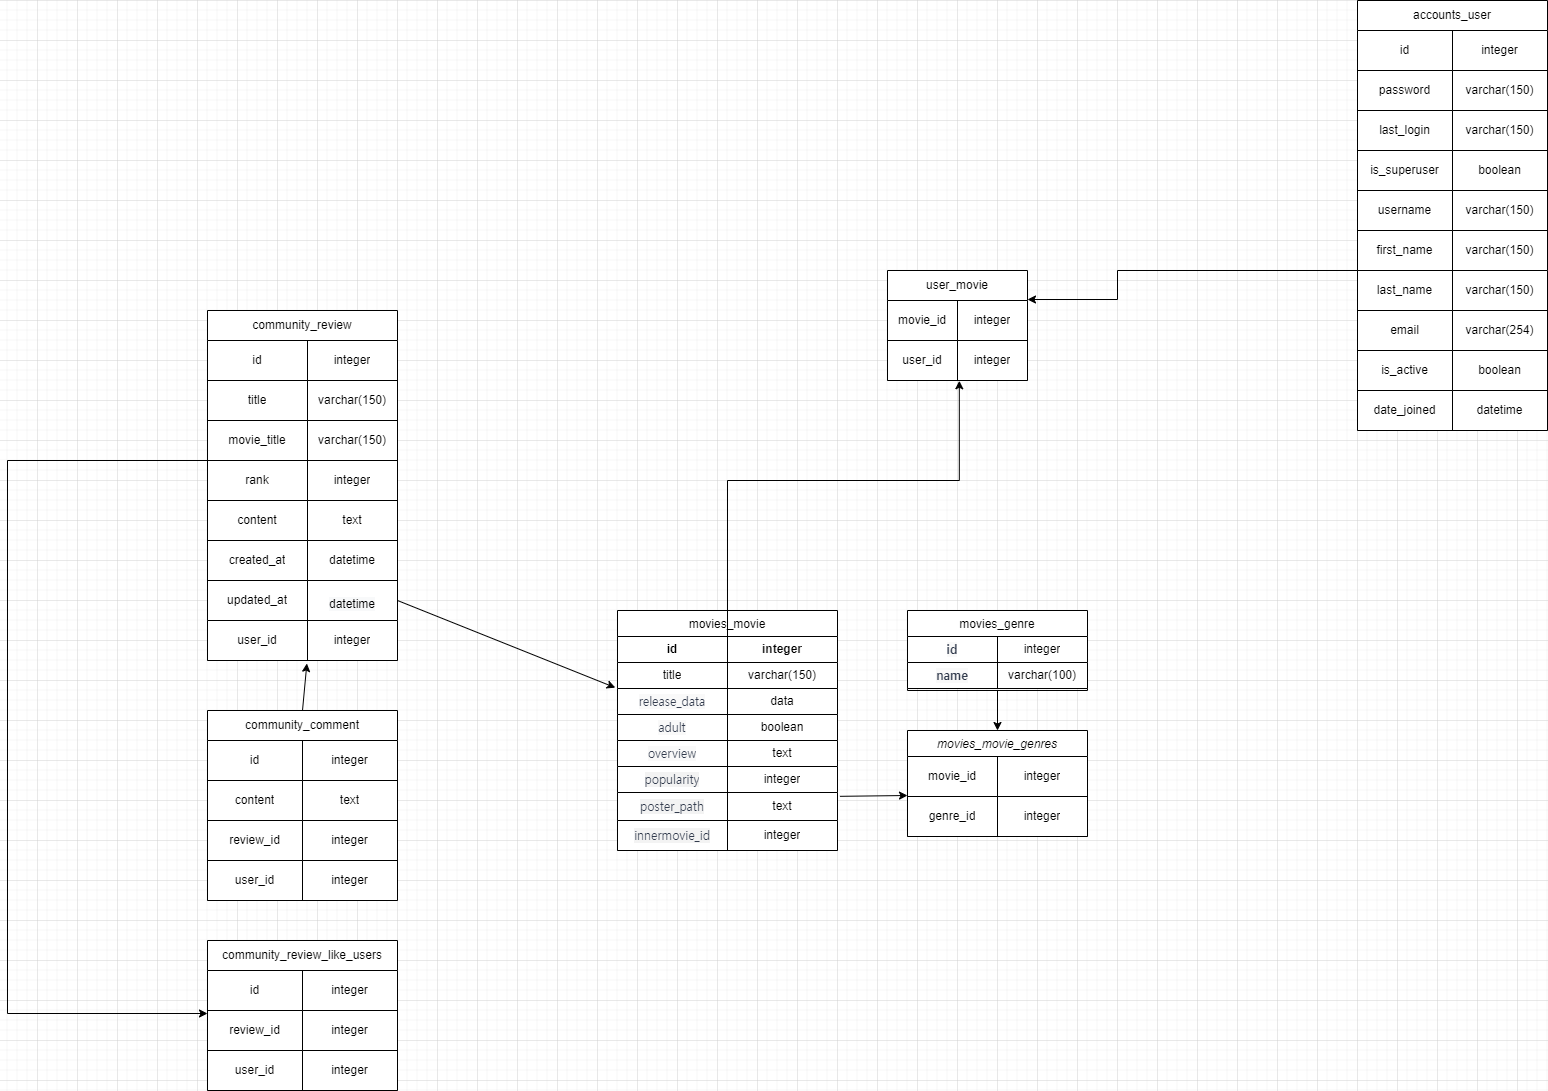 accounts_user
id integer
password varchar(150)
last_login varchar(150)
is_superuser boolean
username varchar(150)
first_name varchar(150)
last_name varchar(150)
email varchar(254)
is_active boolean
date_joined datetime
user_movie
movie_id integer
user_id integer
community_review
id integer
title varchar(150)
movie_title varchar(150)
rank integer
content text
created_at datetime
updated_at datetime
user_id integer
movies_movie
id integer
title varchar(150)
release_data data
adult boolean
overview text
popularity integer
poster_path text
innermovie_id integer
movies_genre
id integer
name varchar(100)
movies_movie_genres
movie_id integer
genre_id integer
community_comment
id integer
content text
review_id integer
user_id integer
community_review_like_users
id integer
review_id integer
user_id integer